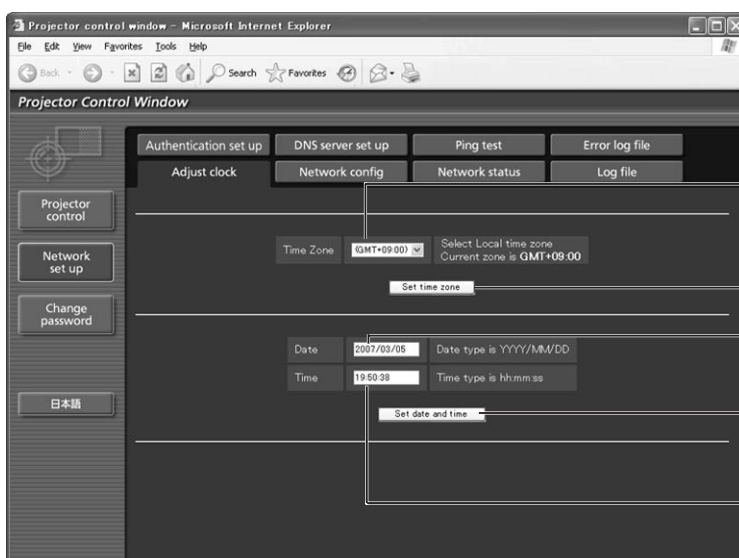 Projector control window - Microsoft Internet Explorer
File Edit View Favorites Tools Help
Back Search Favorites
Projector Control Window
Authentication set up DNS server set up Ping test Error log file
Adjust clock Network config Network status Log file
Projector
control
Network
set up
Change
password
日本語
Time Zone (GMT+09:00) Select Local time zone
Current zone is GMT+09:00
Set time zone
Date 2007/03/05 Date type is YYYY/MM/DD
Time 19:50:38 Time type is hh:mm:ss
Set date and time